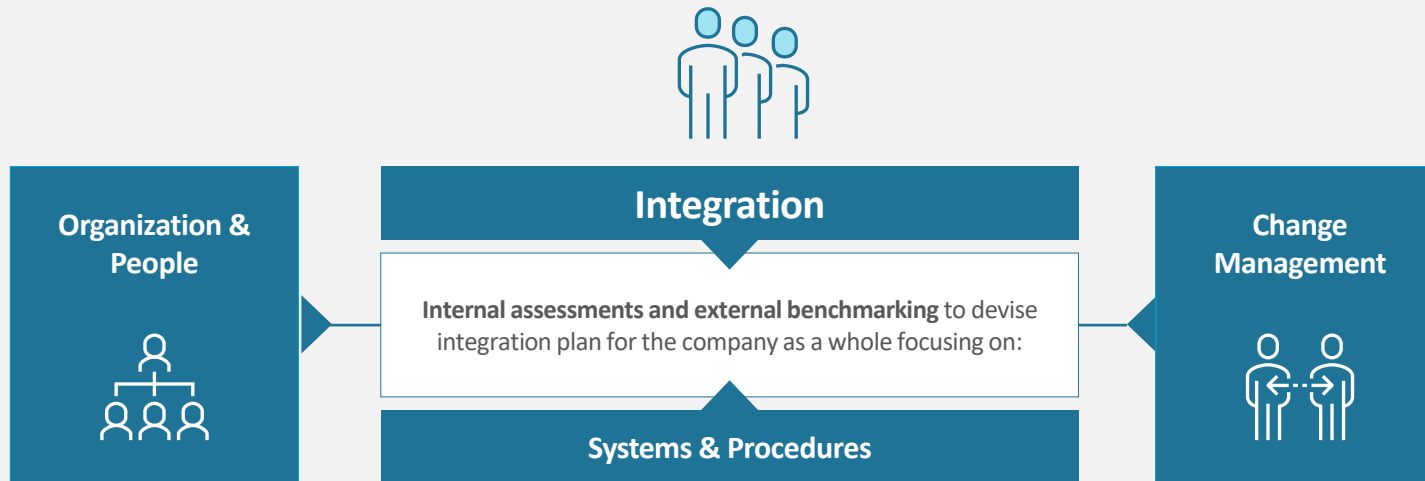 Organization &
People
Integration
Internal assessments and external benchmarking to devise
integration plan for the company as a whole focusing on:
Systems & Procedures
Change
Management